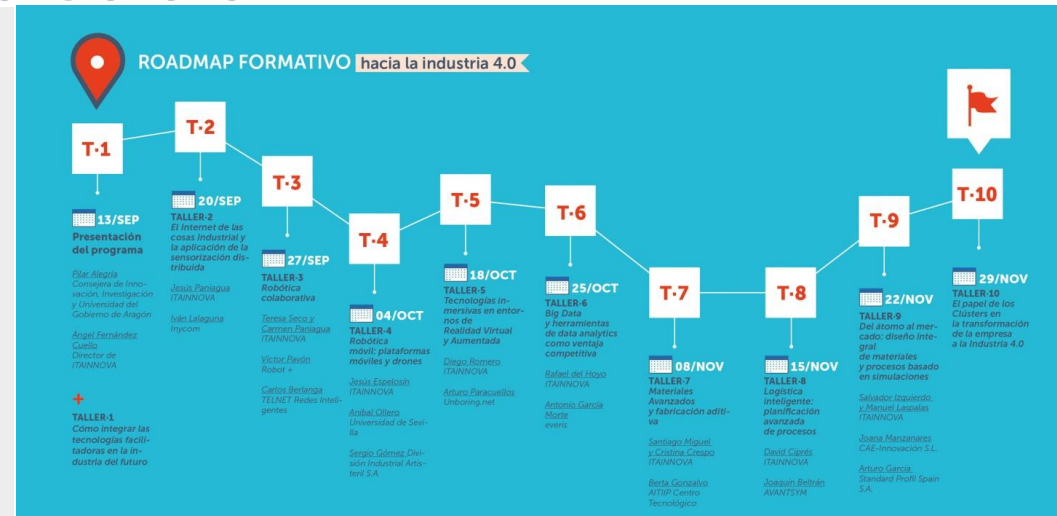 ROADMAP FORMATIVO hacia la industria 4.0
T·1
13/SEP
Presentación
del programa
Pilar Alegría
Consejera de Inno-
vación, Investigación
y Universidad del
Gobierno de Aragón
Angel Fernández
Cuello
Director de
ITAINNOVA
+
TALLER·1
Cómo integrar las
tecnologías facili-
tadoras en la in-
dustria del futuro
T·2
20/SEP
TALLER·2
El Internet de las
cosas Industrial y
la aplicación de la
sensorización dis-
tribuida
Jesús Paniagua
ITAINNOVA
Iván Lalaguna
Inycom
T·3
27/SEP
TALLER·3
Robótica
colaborativa
Teresa Seco y
Carmen Paniagua
ITAINNOVA
Victor Pavón
Robot +
Carlos Berlanga
TELNET Redes Inteli-
gentes
T·4
04/OCT
TALLER·4
Robótica
móvil: plataformas
móviles y drones
Jesús Espelosín
ITAINNOVA
Anibal Ollero
Universidad de Sevi-
lla
Sergio Gómez Divi-
sión Industrial Artis-
teril S.A
T·5
18/OCT
TALLER·5
Tecnologías in-
mersivas en entor-
nos de
Realidad Virtual
y Aumentada
Diego Romero
ITAINNOVA
Arturo Paracuellos
Unboring.net
T·6
25/OCT
TALLER·6
Big Data
y herramientas
de data analytics
como ventaja
competitiva
Rafael del Hoyo
ITAINNOVA
Antonio García
Morte
everis
T·7
08/NOV
TALLER·7
Materiales
Avanzados
y fabricación aditi-
va
Santiago Miguel
y Cristina Crespo
ITAINNOVA
Berta Gonzalvo
AITIIP Centro
Tecnológico
T·8
15/NOV
TALLER·8
Logística
Inteligente:
planificación
avanzada
de procesos
David Ciprés
ITAINNOVA
Joaquín Beltrán
AVANTSYM
T·9
22/NOV
TALLER·9
Del átomo al mer-
cado: diseño inte-
gral
de materiales
y procesos basado
en simulaciones
Salvador Izquierdo
y Manuel Laspalas
ITAINNOVA
Joana Manzanares
CAE-Innovación S.L.
Arturo García
Standard Profil Spain
S.A.
T·10
29/NOV
TALLER·10
El papel de los
Clústers en
la transformación
de la empresa
a la Industria 4.0